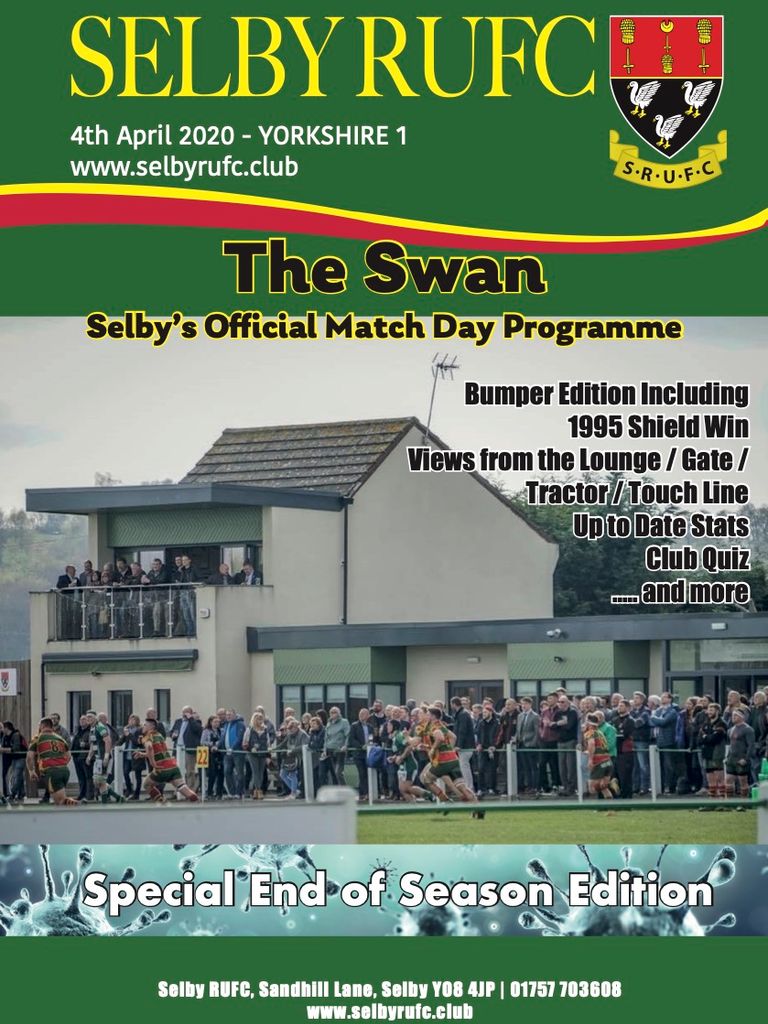 SELBY RUFC
4th April 2020 - YORKSHIRE 1
www.selbyrufc.club
S·R·U·F·C
The Swan
Selby's Official Match Day Programme
Bumper Edition Including
1995 Shield Win
Views from the Lounge / Gate /
Tractor / Touch Line
Up to Date Stats
Club Quiz
..... and more
22
Special End of Season Edition
Selby RUFC, Sandhill Lane, Selby YO8 4JP | 01757 703608
www.selbyrufc.club